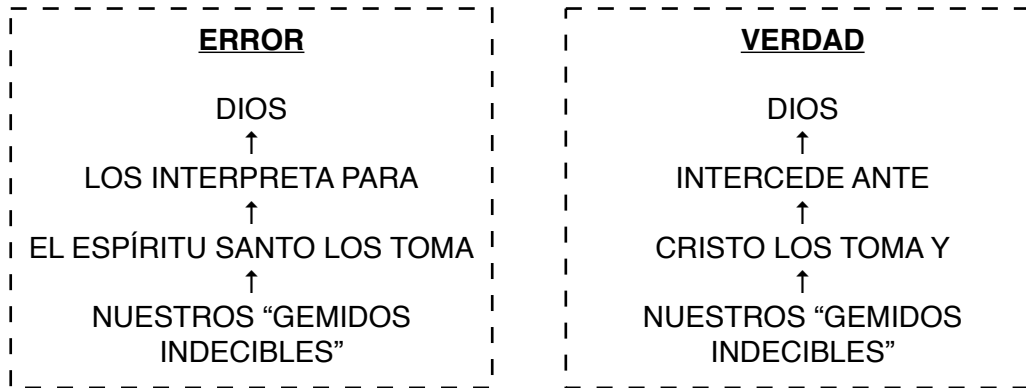 ERROR
DIOS
↑
LOS INTERPRETA PARA
↑
EL ESPÍRITU SANTO LOS TOMA
↑
NUESTROS “GEMIDOS
INDECIBLES”
VERDAD
DIOS
↑
INTERCEDE ANTE
↑
CRISTO LOS TOMA Y
↑
NUESTROS “GEMIDOS
INDECIBLES”